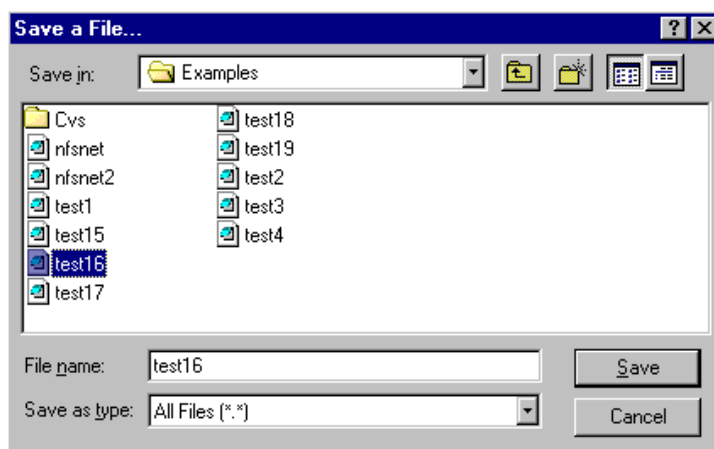 Save a File...
Save in: Examples
Cvs
nfsnet
nfsnet2
test1
test15
test16
test17
test18
test19
test2
test3
test4
File name: test16 Save
Save as type: All Files (*.*) Cancel